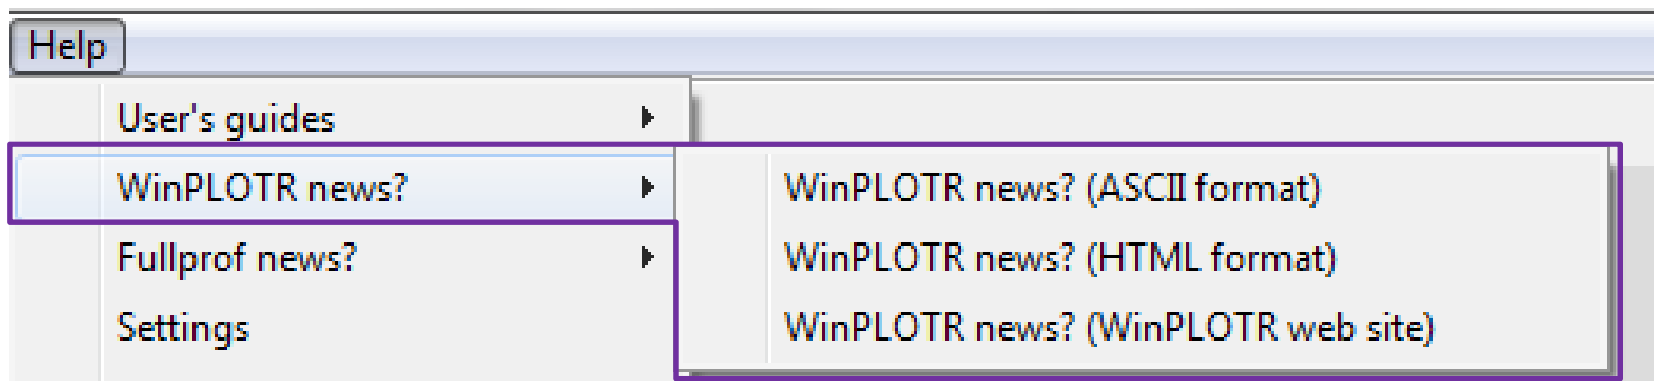 Help
User's guides
WinPLOTR news?
WinPLOTR news? (ASCII format)
Fullprof news?
WinPLOTR news? (HTML format)
Settings
WinPLOTR news? (WinPLOTR web site)